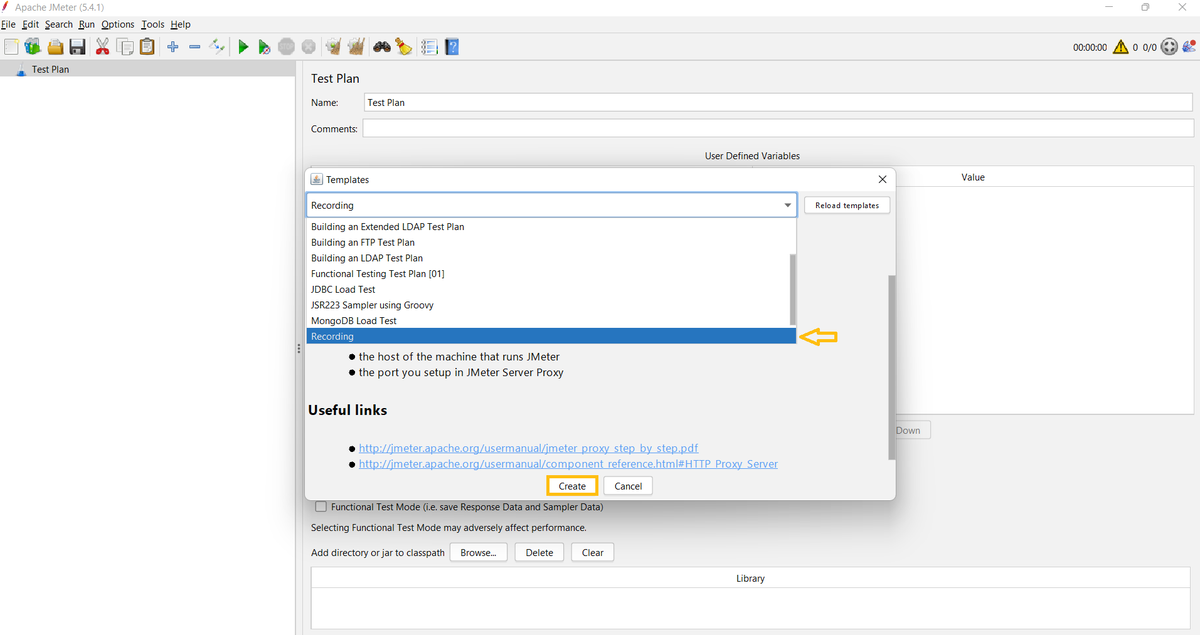 Apache JMeter (5.4.1)
File Edit Search Run Options Tools Help
00:00:00 0 0/0
Test Plan
Test Plan
Name: Test Plan
Comments:
User Defined Variables
Value
Templates
Recording Reload templates
Building an Extended LDAP Test Plan
Building an FTP Test Plan
Building an LDAP Test Plan
Functional Testing Test Plan [01]
JDBC Load Test
JSR223 Sampler using Groovy
MongoDB Load Test
Recording
● the host of the machine that runs JMeter
● the port you setup in JMeter Server Proxy
Useful links
Down
● http://jmeter.apache.org/usermanual/jmeter_proxy_step_by_step.pdf
● http://jmeter.apache.org/usermanual/component_reference.html#HTTP_Proxy_Server
Create Cancel
Functional Test Mode (i.e. save Response Data and Sampler Data)
Selecting Functional Test Mode may adversely affect performance.
Add directory or jar to classpath Browse... Delete Clear
Library